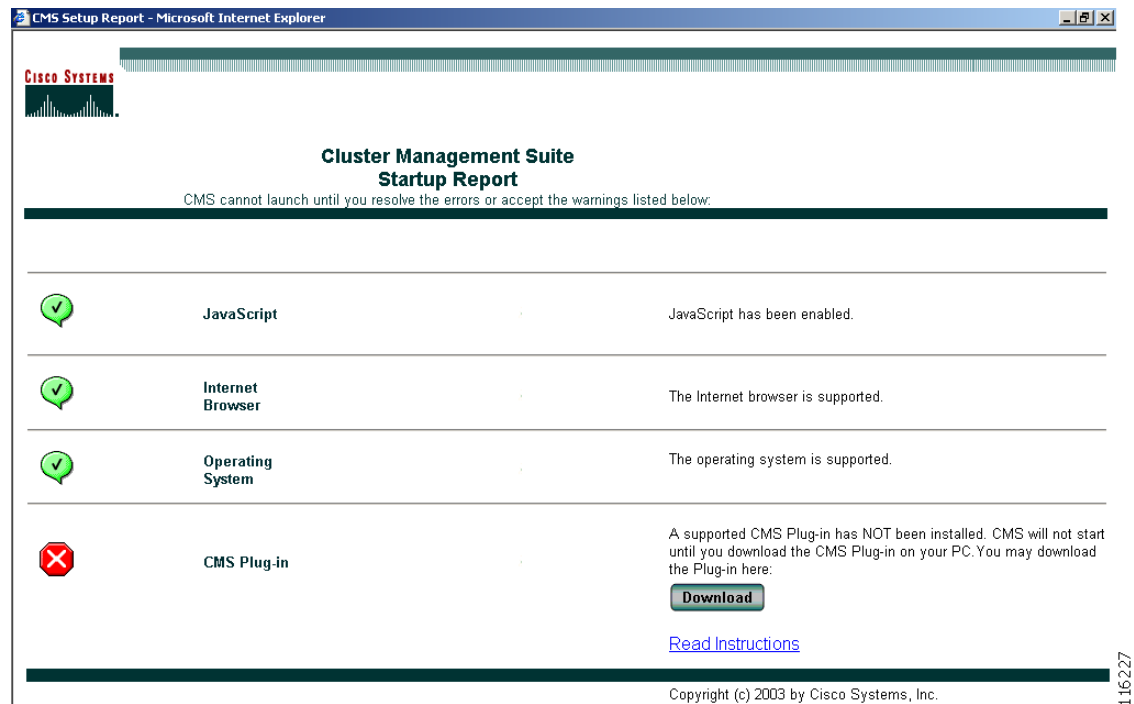 CMS Setup Report - Microsoft Internet Explorer
CISCO SYSTEMS
Cluster Management Suite
Startup Report
CMS cannot launch until you resolve the errors or accept the warnings listed below:
JavaScript
JavaScript has been enabled.
Internet
Browser
The Internet browser is supported.
Operating
System
The operating system is supported.
CMS Plug-in
A supported CMS Plug-in has NOT been installed. CMS will not start
until you download the CMS Plug-in on your PC.You may download
the Plug-in here:
Download
Read Instructions
Copyright (c) 2003 by Cisco Systems, Inc.
116227